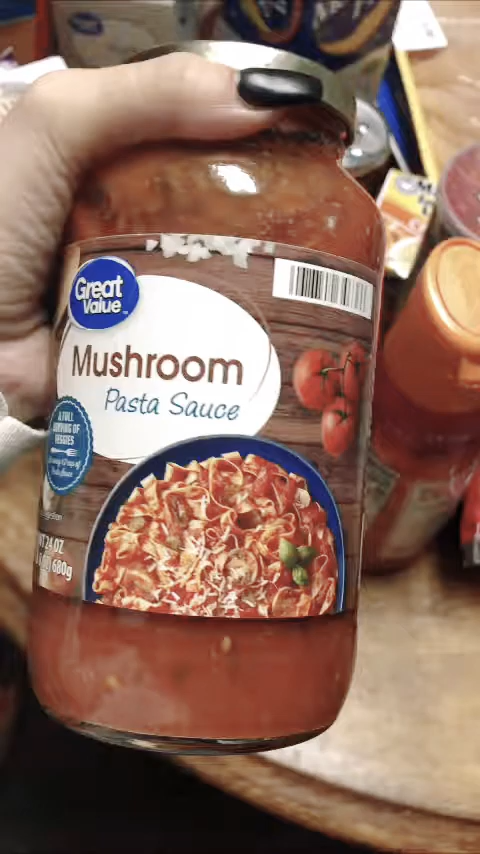 Great
Value
Mushroom
Pasta Sauce
A FULL
SERVING OF
VEGGIES
24 OZ
680g